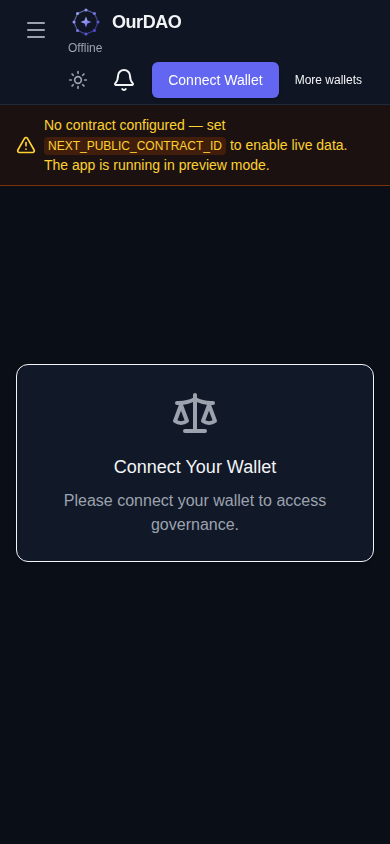 OurDAO
Offline
Connect Wallet
More wallets
No contract configured — set
NEXT_PUBLIC_CONTRACT_ID to enable live data.
The app is running in preview mode.
Connect Your Wallet
Please connect your wallet to access
governance.